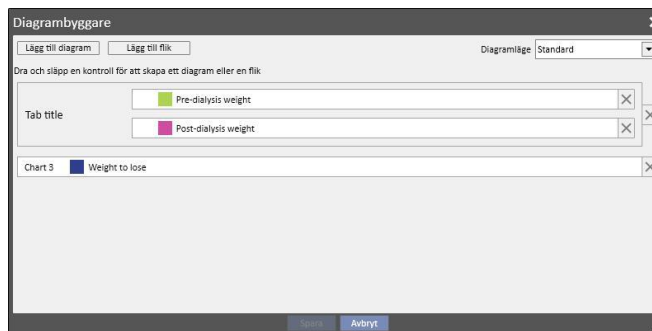 Diagrambyggare
Lägg till diagram Lägg till flik Diagramläge Standard
Dra och släpp en kontroll för att skapa ett diagram eller en flik
Pre-dialysis weight
Tab title
Post-dialysis weight
Chart 3 Weight to lose
Spara Avbryt